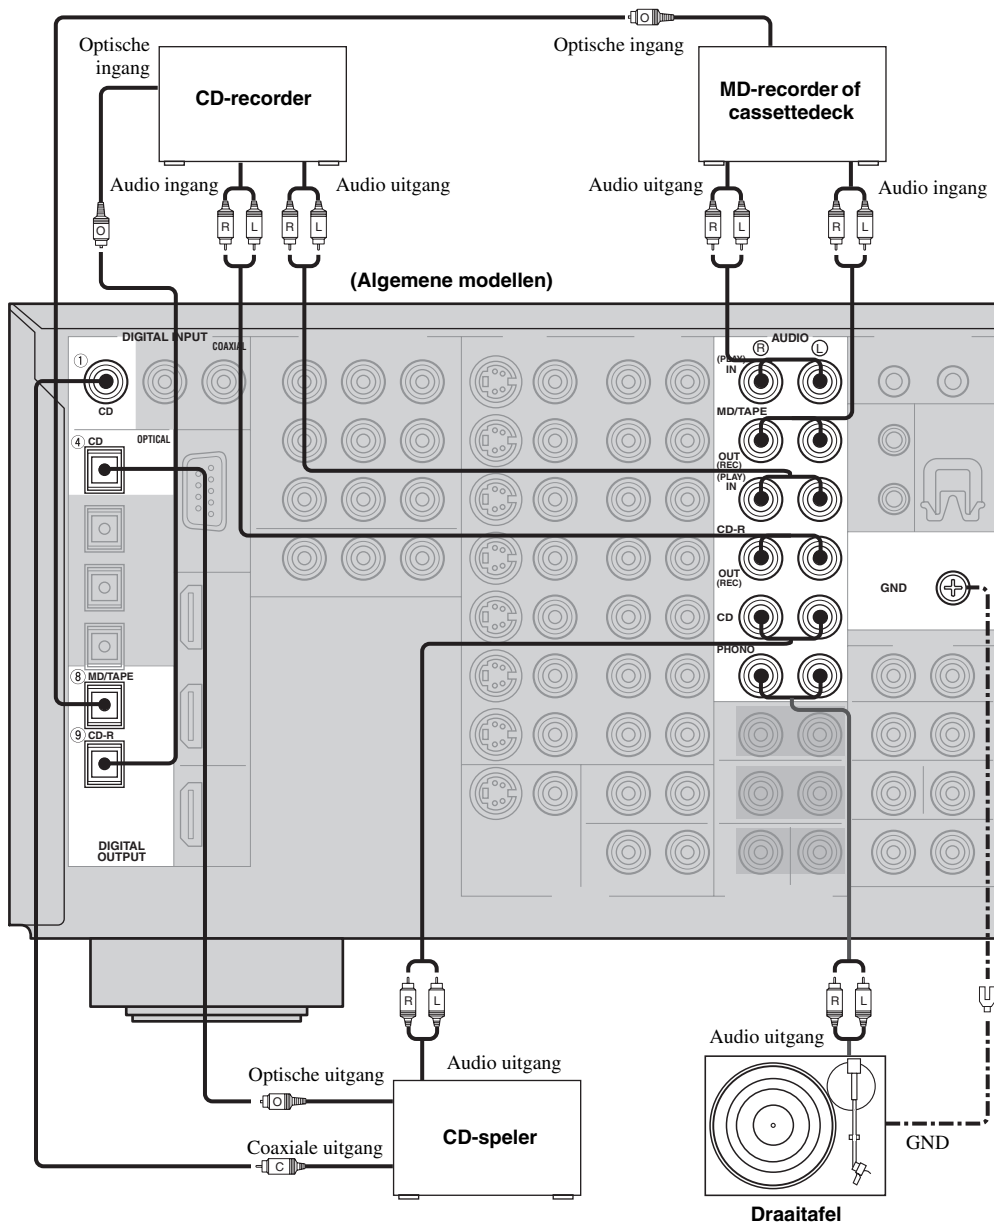 Optische ingang
Optische
ingang
CD-recorder
MD-recorder of
cassettedeck
O
Audio ingang
Audio uitgang
Audio uitgang
Audio ingang
O
R
L
R
L
R
L
R
L
(Algemene modellen)
DIGITAL INPUT
COAXIAL
1
CD
AUDIO
R
L
(PLAY)
IN
MD/TAPE
OPTICAL
4
CD
OUT
(REC)
(PLAY)
IN
CD-R
OUT
(REC)
GND
CD
PHONO
8
MD/TAPE
9
CD-R
DIGITAL
OUTPUT
R
L
R
L
Audio uitgang
Audio uitgang
Optische uitgang
O
CD-speler
Coaxiale uitgang
C
GND
Draaitafel